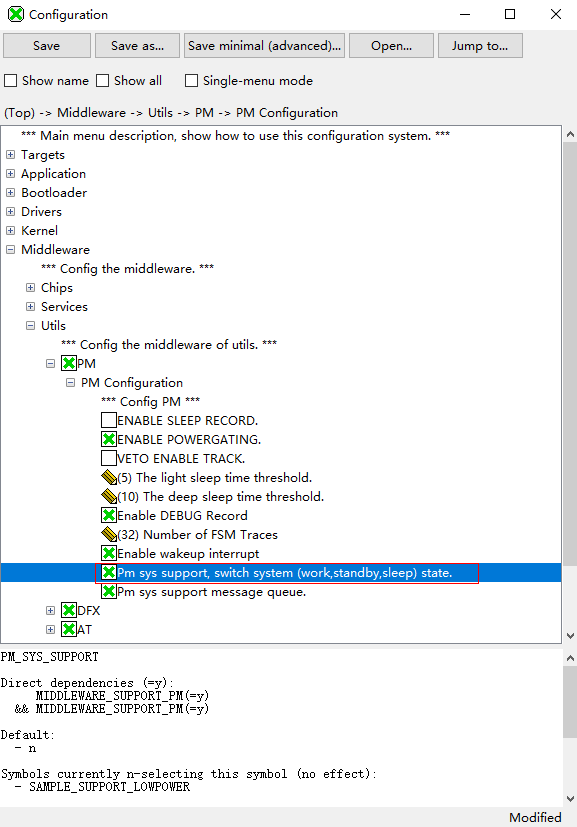 Configuration
Save Save as... Save minimal (advanced)... Open... Jump to...
Show name Show all Single-menu mode
(Top) -> Middleware -> Utils -> PM -> PM Configuration
*** Main menu description, show how to use this configuration system. ***
Targets
Application
Bootloader
Drivers
Kernel
Middleware
*** Config the middleware. ***
Chips
Services
Utils
*** Config the middleware of utils. ***
PM
PM Configuration
*** Config PM ***
ENABLE SLEEP RECORD.
ENABLE POWERGATING.
VETO ENABLE TRACK.
(5) The light sleep time threshold.
(10) The deep sleep time threshold.
Enable DEBUG Record
(32) Number of FSM Traces
Enable wakeup interrupt
Pm sys support, switch system (work,standby,sleep) state.
Pm sys support message queue.
DFX
AT
PM_SYS_SUPPORT
Direct dependencies (=y):
MIDDLEWARE_SUPPORT_PM(=y)
&& MIDDLEWARE_SUPPORT_PM(=y)
Default:
- n
Symbols currently n-selecting this symbol (no effect):
- SAMPLE_SUPPORT_LOWPOWER
Modified